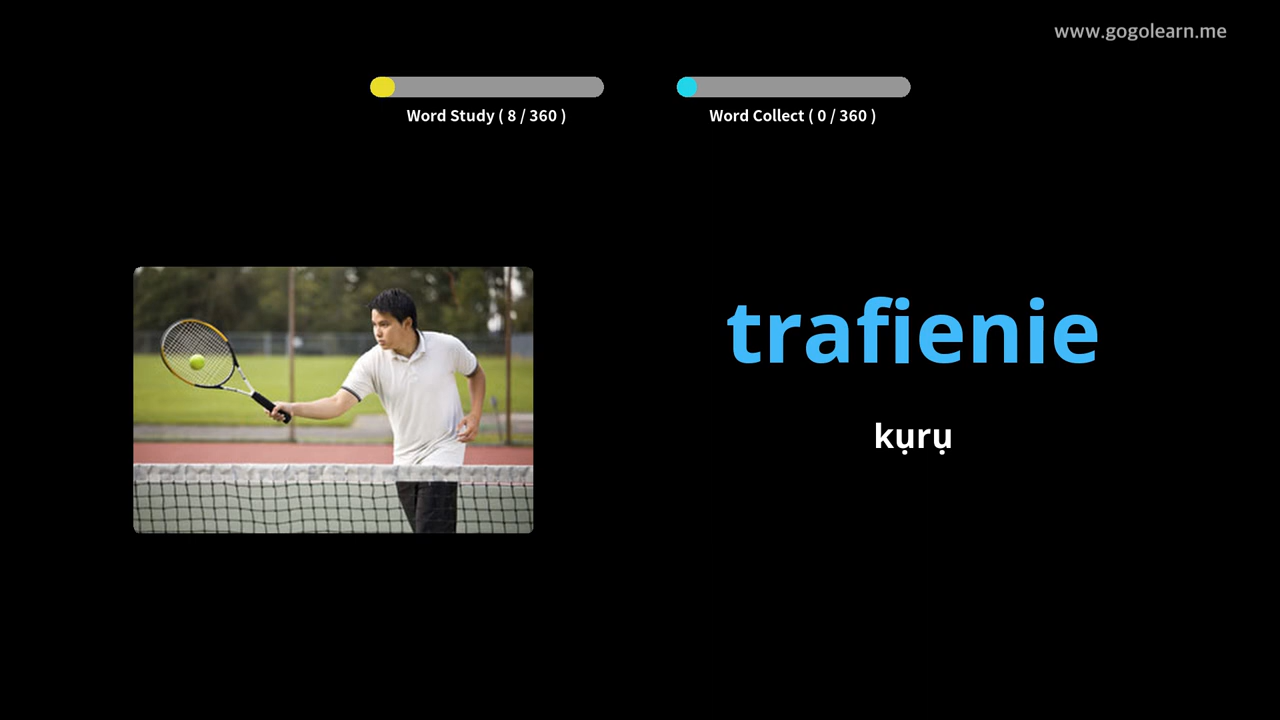 www.gogolearn.me
Word Study ( 8 / 360 )
Word Collect ( 0 / 360 )
trafienie
kụrụ